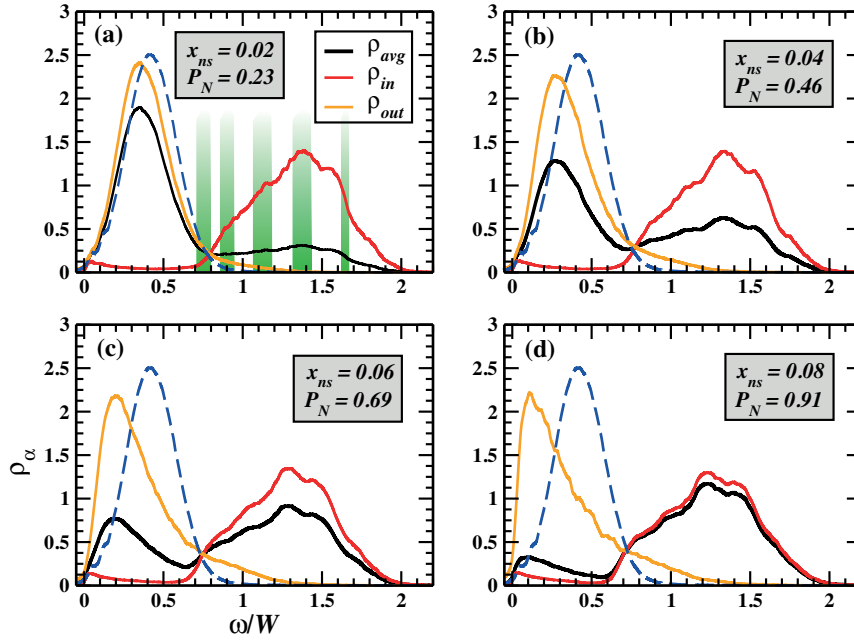 (a)
x_ns = 0.02
P_N = 0.23
ρ_avg
ρ_in
ρ_out
3
2.5
2
1.5
1
0.5
0
0 0.5 1 1.5 2
(b)
x_ns = 0.04
P_N = 0.46
3
2.5
2
1.5
1
0.5
0
0 0.5 1 1.5 2
(c)
x_ns = 0.06
P_N = 0.69
3
2.5
2
1.5
1
0.5
0
ρ_α
0 0.5 1 1.5 2
ω/W
(d)
x_ns = 0.08
P_N = 0.91
3
2.5
2
1.5
1
0.5
0
0 0.5 1 1.5 2
ω/W